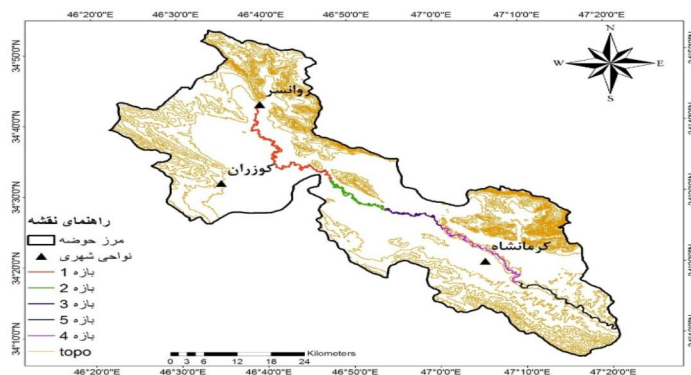 46°20'0"E 46°30'0"E 46°40'0"E 46°50'0"E 47°0'0"E 47°10'0"E 47°20'0"E
N
W E
S
34°50'0"N
34°40'0"N
34°30'0"N
34°20'0"N
34°10'0"N
روانسر
کوزران
کرمانشاه
راهنمای نقشه
مرز حوضه
نواحی شهری
بازه 1
بازه 2
بازه 3
بازه 5
بازه 4
topo
0 3 6 12 18 24 Kilometers
46°20'0"E 46°30'0"E 46°40'0"E 46°50'0"E 47°0'0"E 47°10'0"E 47°20'0"E